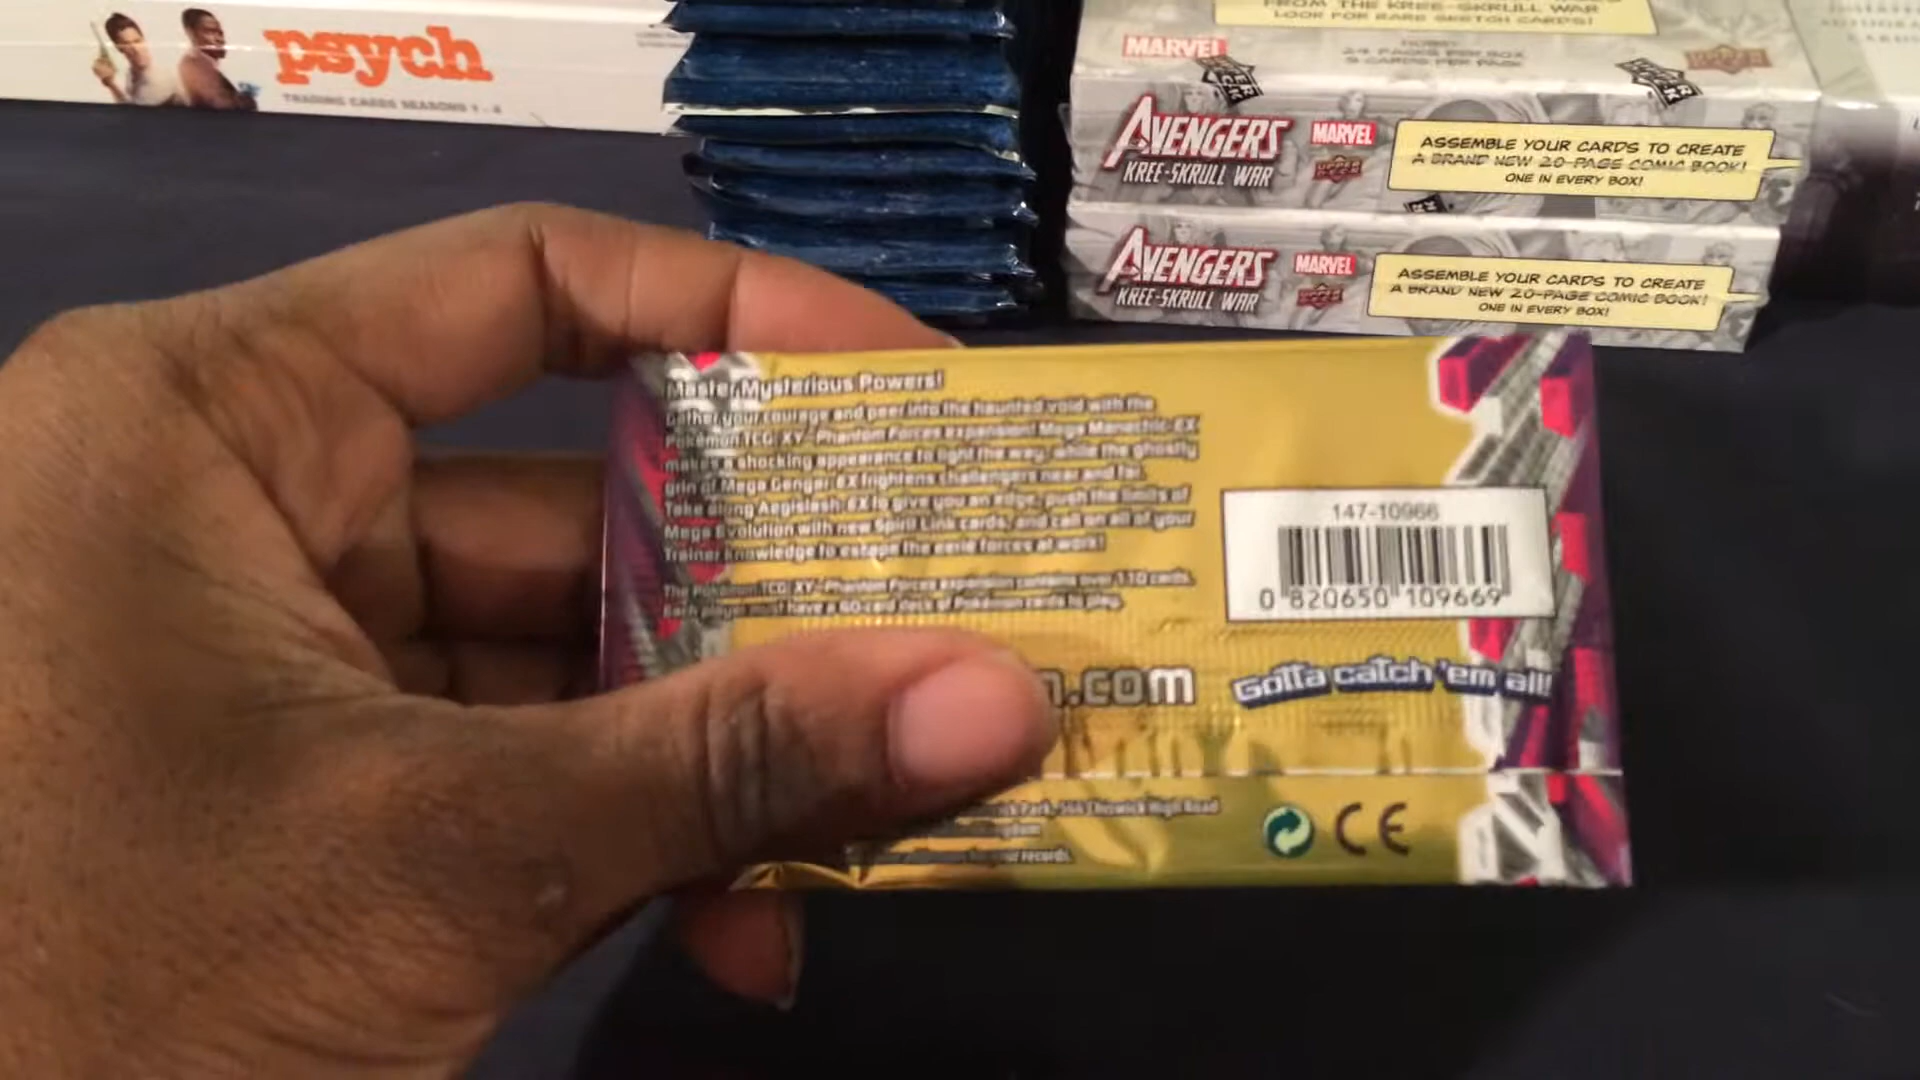 psych
TRADING CARDS SEASONS 1 - 4
FROM THE KREE-SKRULL WAR
LOOK FOR RARE SKETCH CARDS!
MARVEL
24 PACKS PER BOX
5 CARDS PER PACK
AVENGERS
KREE-SKRULL WAR
MARVEL
ASSEMBLE YOUR CARDS TO CREATE
A BRAND NEW 20-PAGE COMIC BOOK!
ONE IN EVERY BOX!
AVENGERS
KREE-SKRULL WAR
MARVEL
ASSEMBLE YOUR CARDS TO CREATE
A BRAND NEW 20-PAGE COMIC BOOK!
ONE IN EVERY BOX!
Master Mysterious Powers!
Gather your courage and peer into the haunted void with the
Pokémon TCG: XY—Phantom Forces expansion! Mega Manectric-EX
makes a shocking appearance to light the way, while the ghostly
grin of Mega Gengar-EX frightens challengers near and far.
Take along Aegislash-EX to give you an edge, push the limits of
Mega Evolution with new Spirit Link cards, and call on all of your
Trainer knowledge to escape the eerie forces at work!
The Pokémon TCG: XY—Phantom Forces expansion contains over 110 cards.
Each player must have a 60-card deck of Pokémon cards to play.
147-10966
0 820650 109669
n.com
Gotta catch 'em all!
Park, 566 Chiswick High Road
for your records.
CE